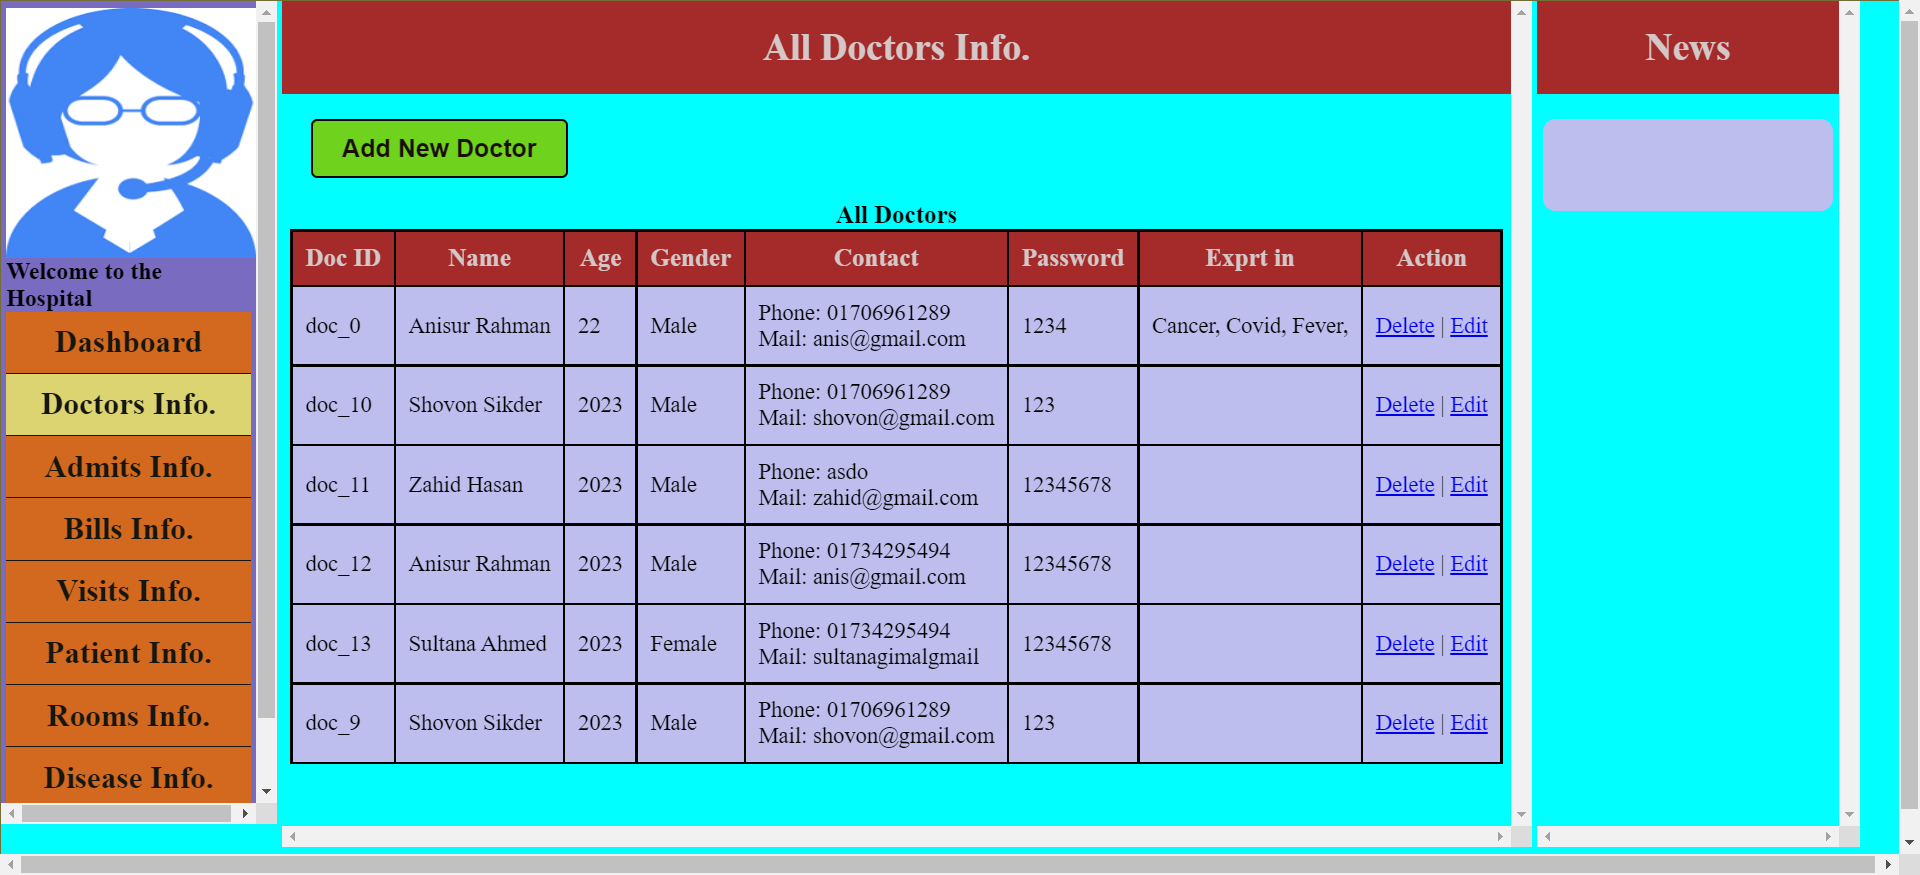 Welcome to the
Hospital
Dashboard
Doctors Info.
Admits Info.
Bills Info.
Visits Info.
Patient Info.
Rooms Info.
Disease Info.
All Doctors Info.
Add New Doctor
All Doctors
Doc ID Name Age Gender Contact Password Exprt in Action
doc_0 Anisur Rahman 22 Male Phone: 01706961289 1234 Cancer, Covid, Fever, Delete | Edit
Mail: anis@gmail.com
doc_10 Shovon Sikder 2023 Male Phone: 01706961289 123 Delete | Edit
Mail: shovon@gmail.com
doc_11 Zahid Hasan 2023 Male Phone: asdo 12345678 Delete | Edit
Mail: zahid@gmail.com
doc_12 Anisur Rahman 2023 Male Phone: 01734295494 12345678 Delete | Edit
Mail: anis@gmail.com
doc_13 Sultana Ahmed 2023 Female Phone: 01734295494 12345678 Delete | Edit
Mail: sultanagimalgmail
doc_9 Shovon Sikder 2023 Male Phone: 01706961289 123 Delete | Edit
Mail: shovon@gmail.com
News